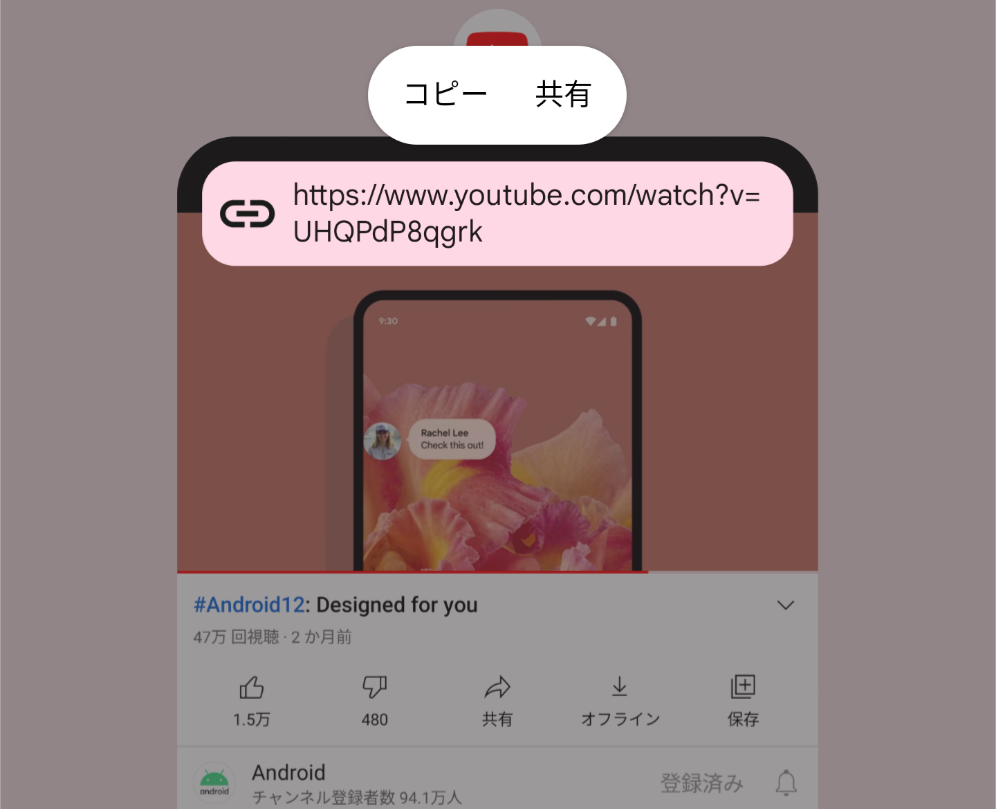 コピー 共有
https://www.youtube.com/watch?v=
UHQPdP8qgrk
9:30
Rachel Lee
Check this out!
#Android12: Designed for you
47万 回視聴 · 2 か月前
1.5万 480 共有 オフライン 保存
Android
android
チャンネル登録者数 94.1万人
登録済み